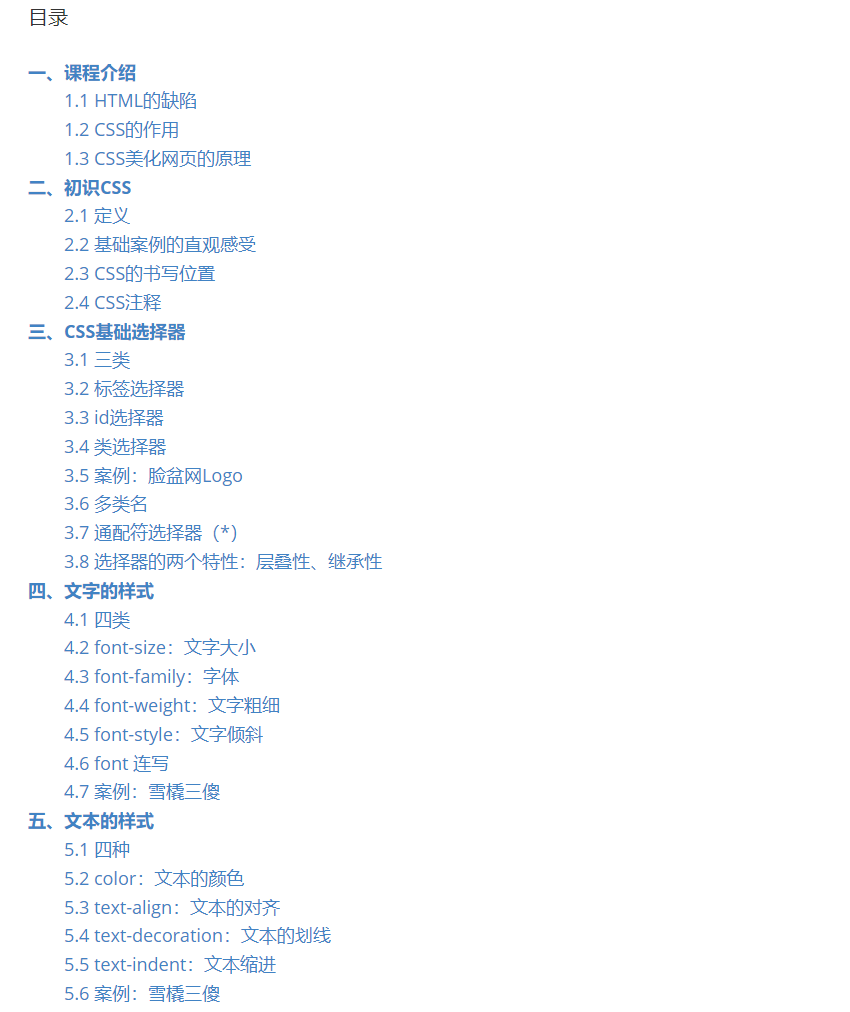 目录
一、课程介绍
1.1 HTML的缺陷
1.2 CSS的作用
1.3 CSS美化网页的原理
二、初识CSS
2.1 定义
2.2 基础案例的直观感受
2.3 CSS的书写位置
2.4 CSS注释
三、CSS基础选择器
3.1 三类
3.2 标签选择器
3.3 id选择器
3.4 类选择器
3.5 案例：脸盆网Logo
3.6 多类名
3.7 通配符选择器（*）
3.8 选择器的两个特性：层叠性、继承性
四、文字的样式
4.1 四类
4.2 font-size：文字大小
4.3 font-family：字体
4.4 font-weight：文字粗细
4.5 font-style：文字倾斜
4.6 font 连写
4.7 案例：雪橇三傻
五、文本的样式
5.1 四种
5.2 color：文本的颜色
5.3 text-align：文本的对齐
5.4 text-decoration：文本的划线
5.5 text-indent：文本缩进
5.6 案例：雪橇三傻